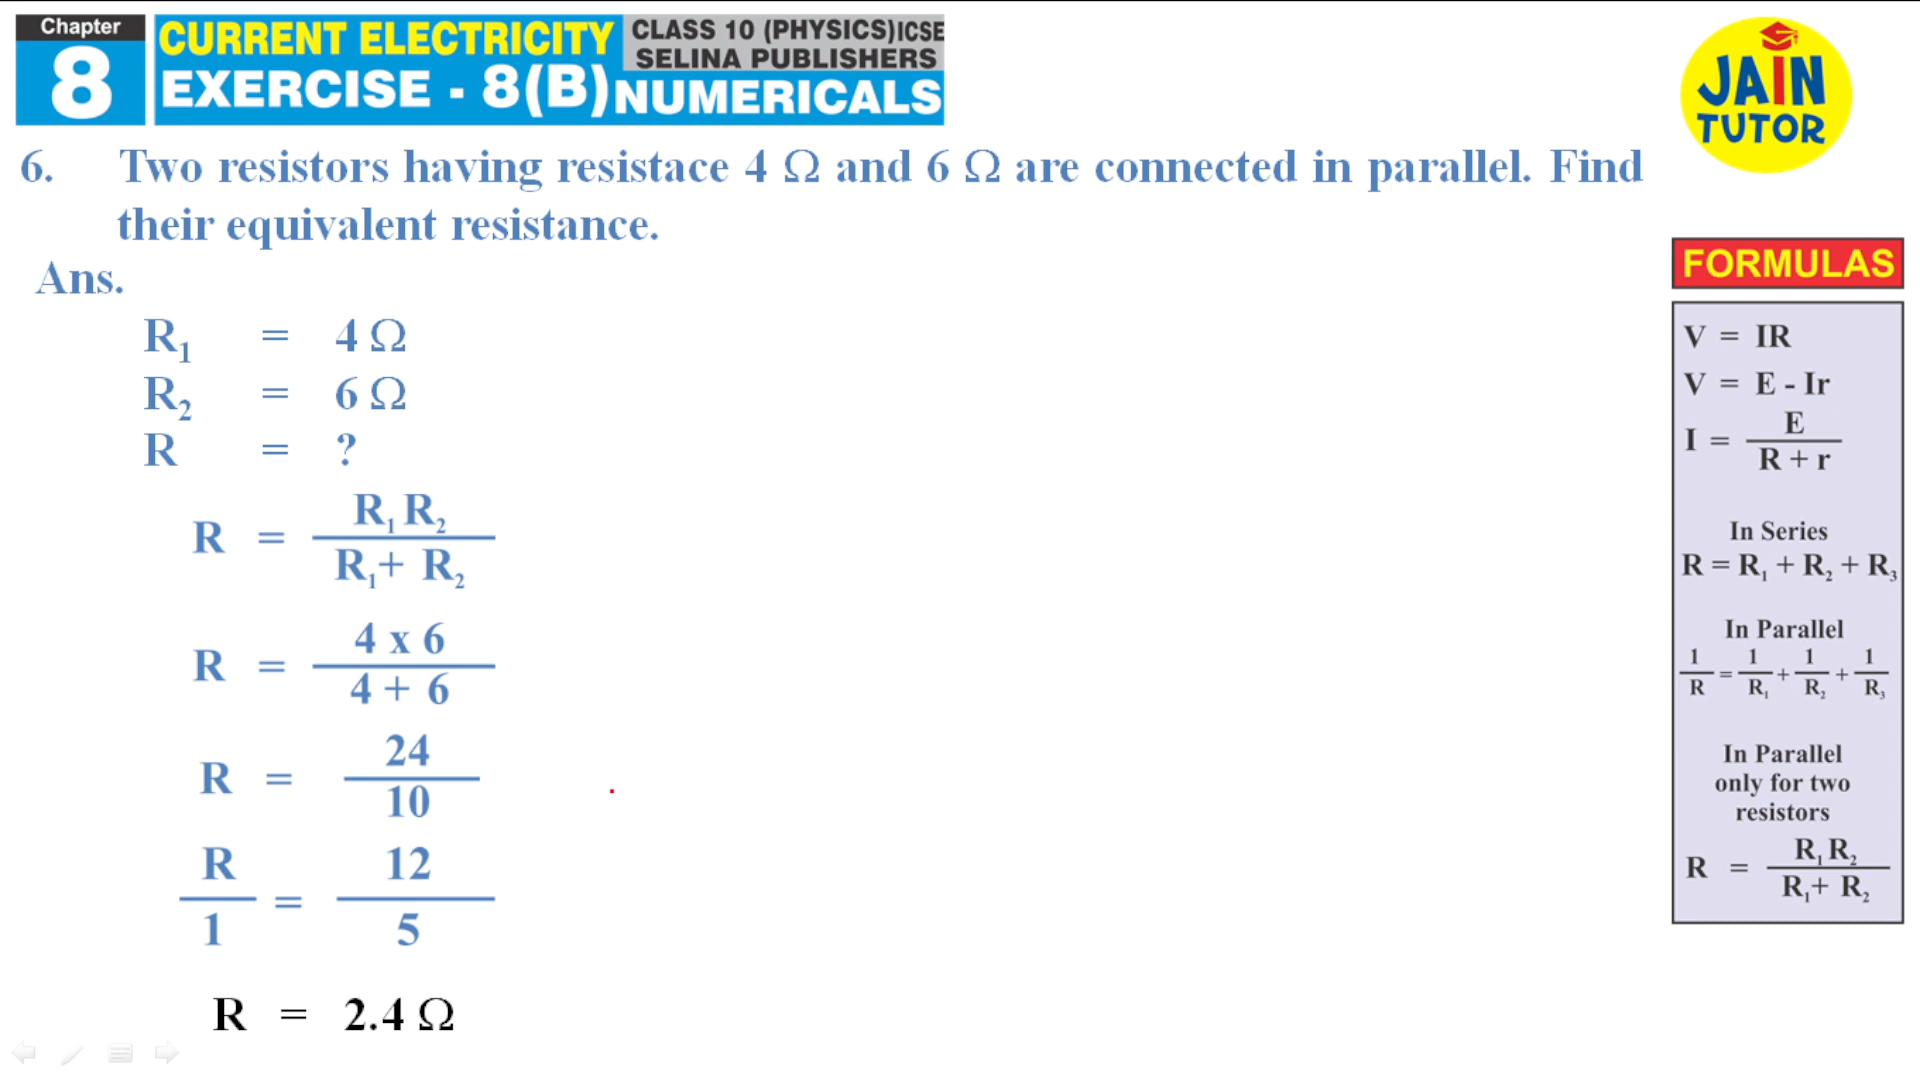 Chapter
8
CURRENT ELECTRICITY
CLASS 10 (PHYSICS)ICSE
SELINA PUBLISHERS
EXERCISE - 8(B) NUMERICALS
JAIN
TUTOR
6. Two resistors having resistace 4 Ω and 6 Ω are connected in parallel. Find
their equivalent resistance.
Ans.
R₁ = 4 Ω
R₂ = 6 Ω
R = ?
R = R₁ R₂ / R₁+ R₂
R = 4 x 6 / 4 + 6
R = 24 / 10
R / 1 = 12 / 5
R = 2.4 Ω
FORMULAS
V = IR
V = E - Ir
I = E / R + r
In Series
R = R₁ + R₂ + R₃
In Parallel
1 / R = 1 / R₁ + 1 / R₂ + 1 / R₃
In Parallel
only for two
resistors
R = R₁ R₂ / R₁+ R₂